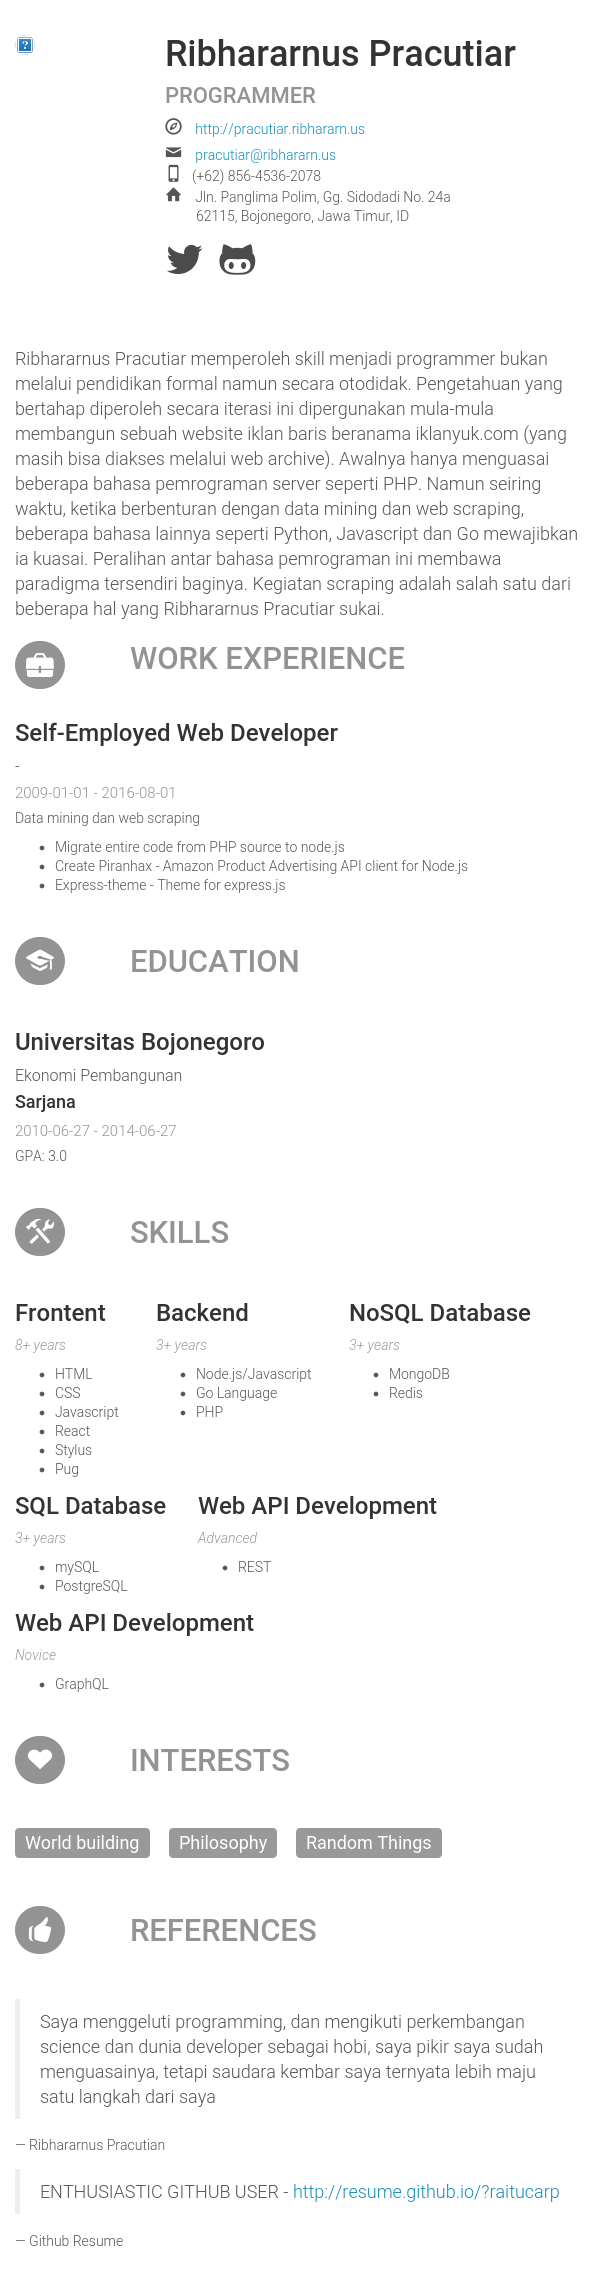 Ribhararnus Pracutiar
PROGRAMMER
http://pracutiar.ribhararn.us
pracutiar@ribhararn.us
(+62) 856-4536-2078
Jln. Panglima Polim, Gg. Sidodadi No. 24a
62115, Bojonegoro, Jawa Timur, ID
Ribhararnus Pracutiar memperoleh skill menjadi programmer bukan
melalui pendidikan formal namun secara otodidak. Pengetahuan yang
bertahap diperoleh secara iterasi ini dipergunakan mula-mula
membangun sebuah website iklan baris beranama iklanyuk.com (yang
masih bisa diakses melalui web archive). Awalnya hanya menguasai
beberapa bahasa pemrograman server seperti PHP. Namun seiring
waktu, ketika berbenturan dengan data mining dan web scraping,
beberapa bahasa lainnya seperti Python, Javascript dan Go mewajibkan
ia kuasai. Peralihan antar bahasa pemrograman ini membawa
paradigma tersendiri baginya. Kegiatan scraping adalah salah satu dari
beberapa hal yang Ribhararnus Pracutiar sukai.
WORK EXPERIENCE
Self-Employed Web Developer
-
2009-01-01 - 2016-08-01
Data mining dan web scraping
• Migrate entire code from PHP source to node.js
• Create Piranhax - Amazon Product Advertising API client for Node.js
• Express-theme - Theme for express.js
EDUCATION
Universitas Bojonegoro
Ekonomi Pembangunan
Sarjana
2010-06-27 - 2014-06-27
GPA: 3.0
SKILLS
Frontent
8+ years
• HTML
• CSS
• Javascript
• React
• Stylus
• Pug
Backend
3+ years
• Node.js/Javascript
• Go Language
• PHP
NoSQL Database
3+ years
• MongoDB
• Redis
SQL Database
3+ years
• mySQL
• PostgreSQL
Web API Development
Advanced
• REST
Web API Development
Novice
• GraphQL
INTERESTS
World building
Philosophy
Random Things
REFERENCES
Saya menggeluti programming, dan mengikuti perkembangan
science dan dunia developer sebagai hobi, saya pikir saya sudah
menguasainya, tetapi saudara kembar saya ternyata lebih maju
satu langkah dari saya
— Ribhararnus Pracutian
ENTHUSIASTIC GITHUB USER - http://resume.github.io/?raitucarp
— Github Resume